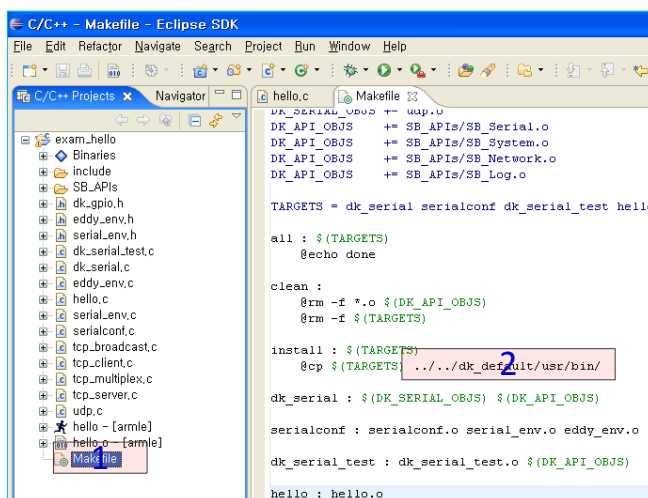 C/C++ - Makefile - Eclipse SDK
File Edit Refactor Navigate Search Project Run Window Help
C/C++ Projects Navigator
hello.c Makefile
exam_hello
Binaries
include
SB_APIs
dk_gpio.h
eddy_env.h
serial_env.h
dk_serial_test.c
dk_serial.c
eddy_env.c
hello.c
serial_env.c
serialconf.c
tcp_broadcast.c
tcp_client.c
tcp_multiplex.c
tcp_server.c
udp.c
hello - [armle]
hello.o - [armle]
Makefile
1
DK_SERIAL_OBJS += udp.o
DK_API_OBJS += SB_APIs/SB_Serial.o
DK_API_OBJS += SB_APIs/SB_System.o
DK_API_OBJS += SB_APIs/SB_Network.o
DK_API_OBJS += SB_APIs/SB_Log.o
TARGETS = dk_serial serialconf dk_serial_test hell
all : $(TARGETS)
@echo done
clean :
@rm -f *.o $(DK_API_OBJS)
@rm -f $(TARGETS)
install : $(TARGETS)
@cp $(TARGETS) ../../dk_default/usr/bin/
2
dk_serial : $(DK_SERIAL_OBJS) $(DK_API_OBJS)
serialconf : serialconf.o serial_env.o eddy_env.o
dk_serial_test : dk_serial_test.o $(DK_API_OBJS)
hello : hello.o